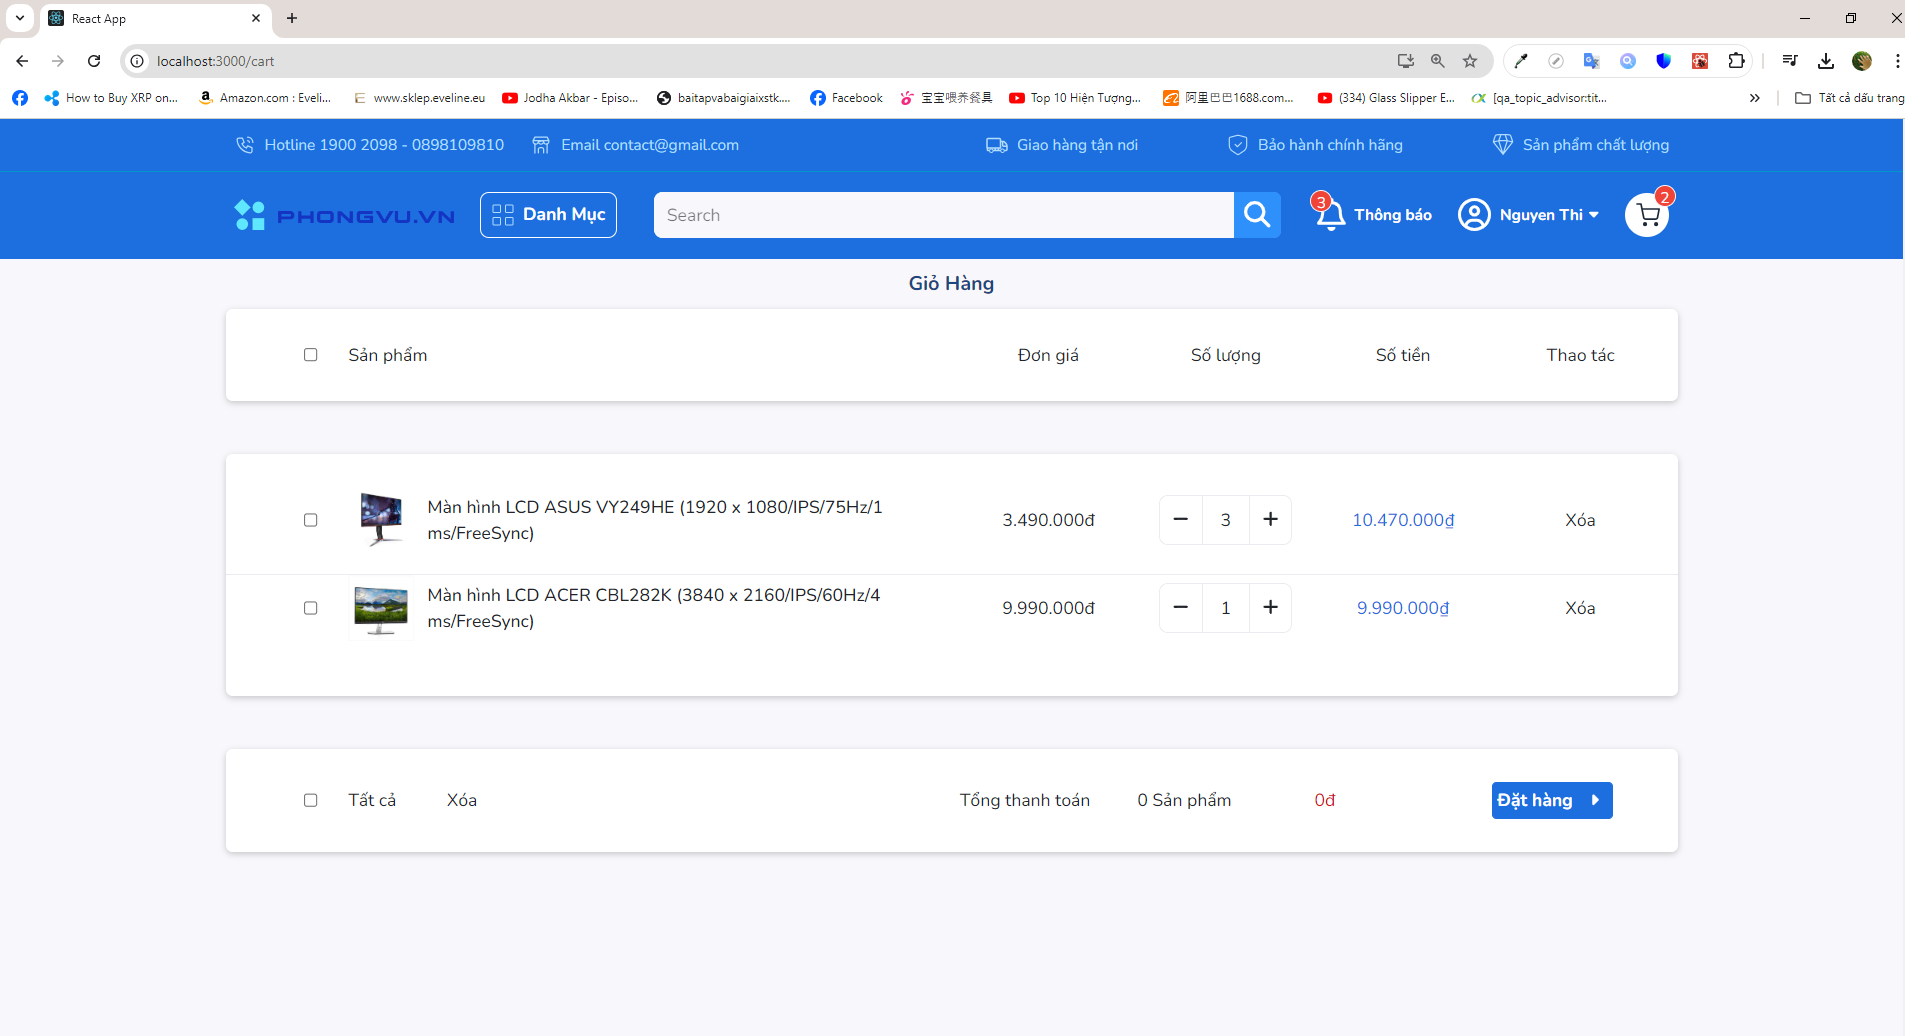 React App
localhost:3000/cart
How to Buy XRP on...
Amazon.com : Eveli...
www.sklep.eveline.eu
Jodha Akbar - Episo...
baitapvabaigiaixstk....
Facebook
宝宝喂养餐具
Top 10 Hiện Tượng...
阿里巴巴1688.com...
(334) Glass Slipper E...
[qa_topic_advisor:tit...
Tất cả dấu trang
Hotline 1900 2098 - 0898109810
Email contact@gmail.com
Giao hàng tận nơi
Bảo hành chính hãng
Sản phẩm chất lượng
PHONGVU.VN
Danh Mục
Search
3
Thông báo
Nguyen Thi
2
Giỏ Hàng
Sản phẩm
Đơn giá
Số lượng
Số tiền
Thao tác
Màn hình LCD ASUS VY249HE (1920 x 1080/IPS/75Hz/1
ms/FreeSync)
3.490.000đ
3
10.470.000₫
Xóa
Màn hình LCD ACER CBL282K (3840 x 2160/IPS/60Hz/4
ms/FreeSync)
9.990.000đ
1
9.990.000₫
Xóa
Tất cả
Xóa
Tổng thanh toán
0 Sản phẩm
0đ
Đặt hàng